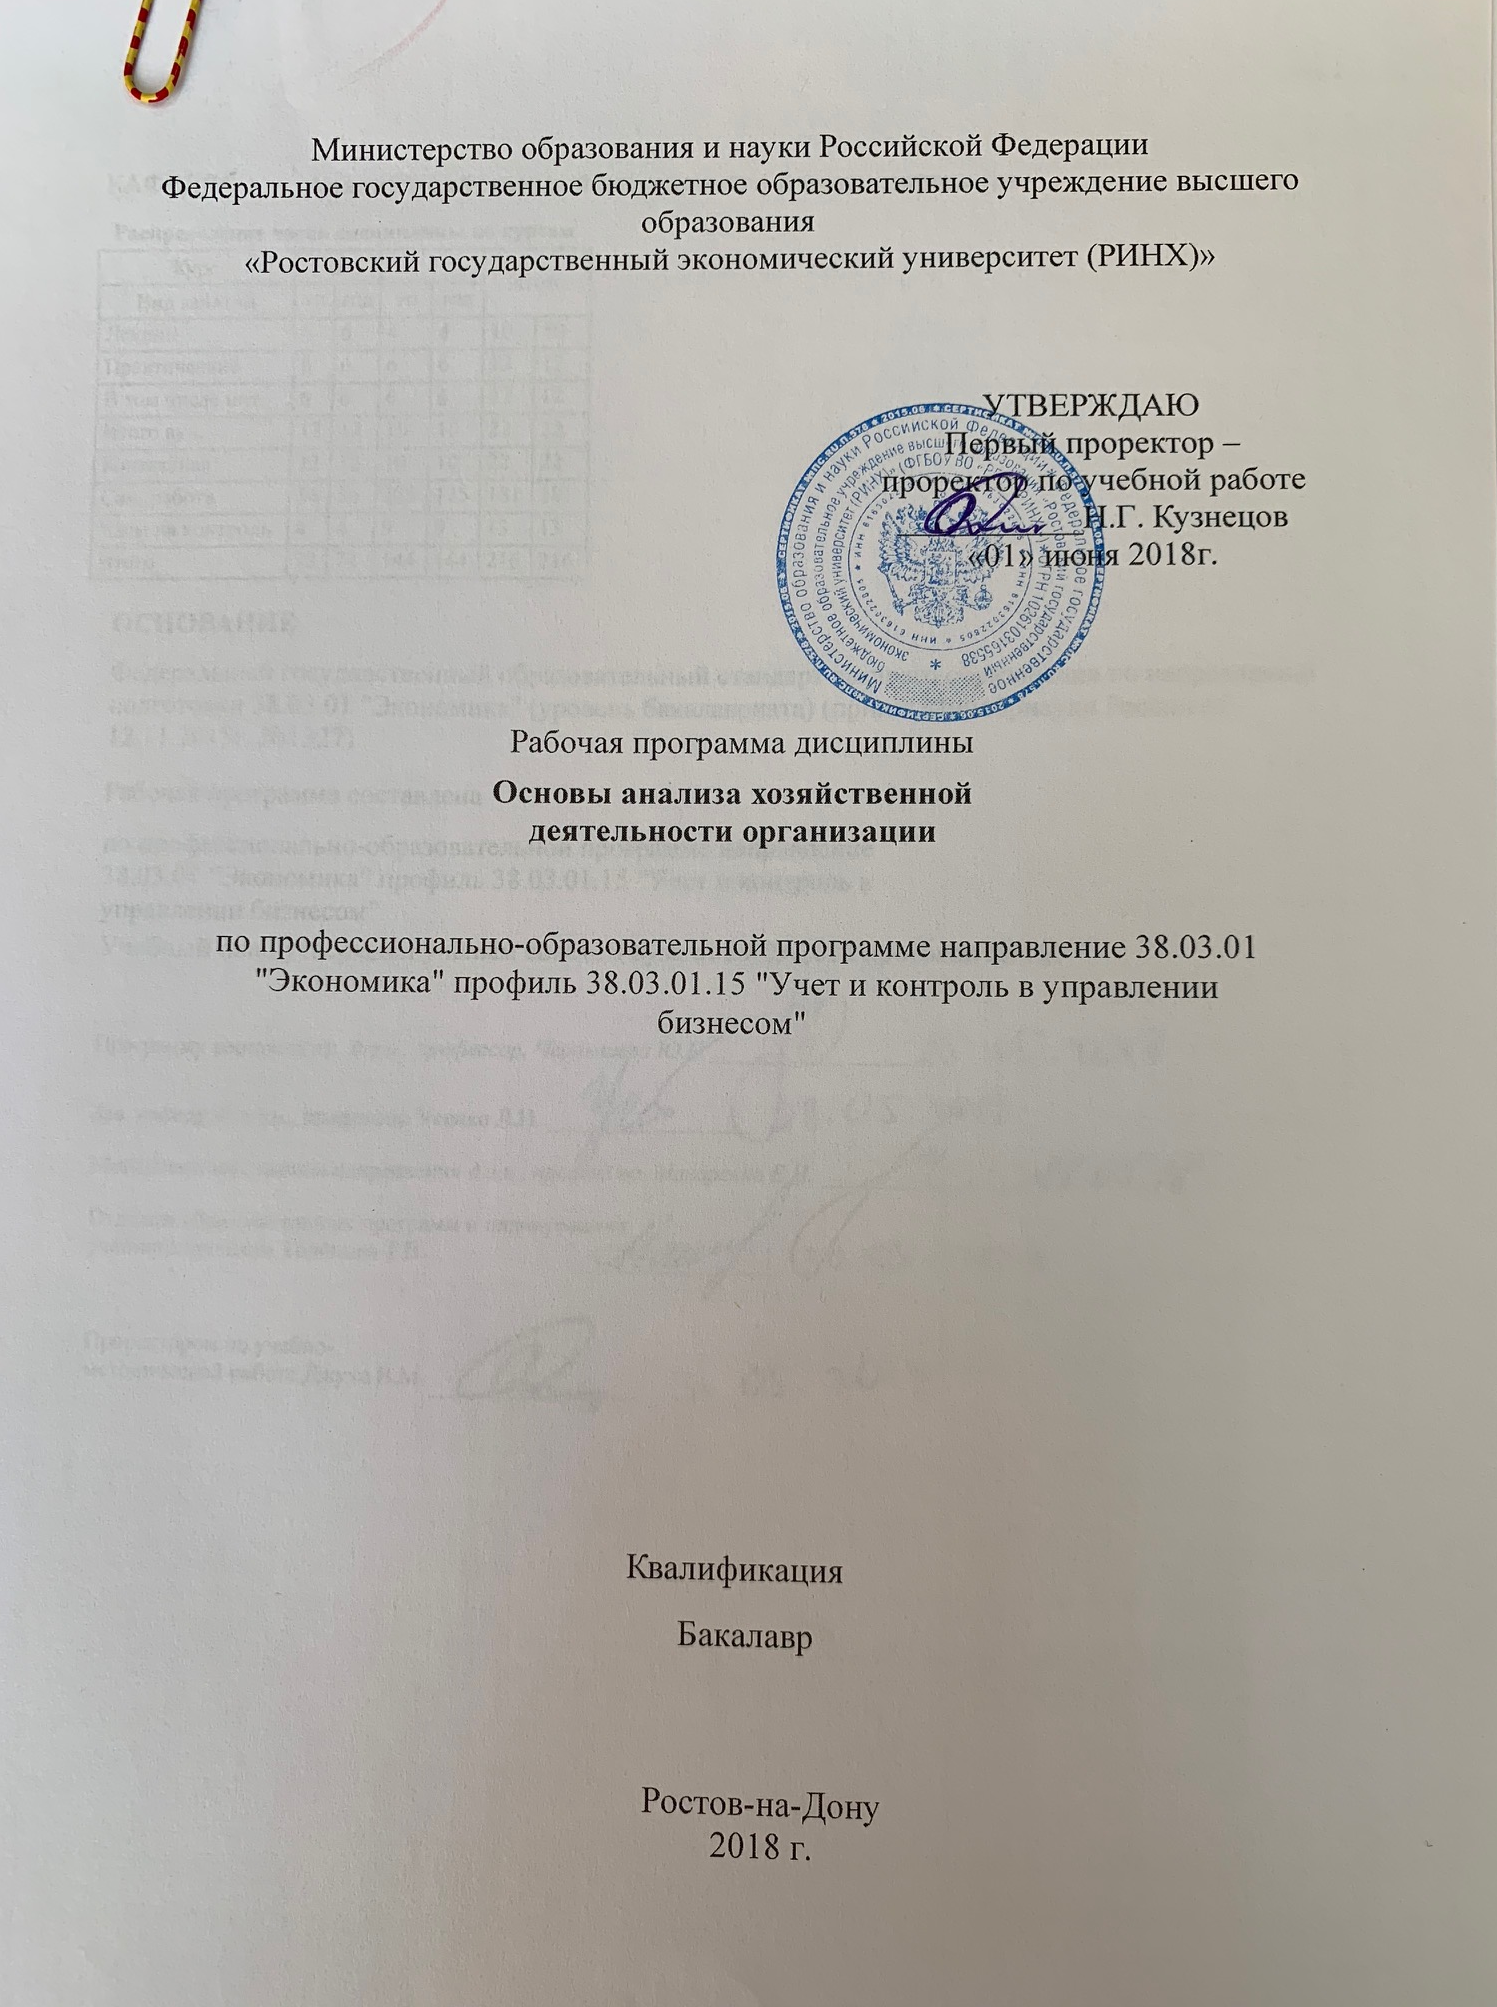 Министерство образования и науки Российской Федерации
Федеральное государственное бюджетное образовательное учреждение высшего
образования
«Ростовский государственный экономический университет (РИНХ)»
УТВЕРЖДАЮ
Первый проректор –
проректор по учебной работе
Н.Г. Кузнецов
«01» июня 2018г.
Рабочая программа дисциплины
Основы анализа хозяйственной
деятельности организации
по профессионально-образовательной программе направление 38.03.01
"Экономика" профиль 38.03.01.15 "Учет и контроль в управлении
бизнесом"
Квалификация
Бакалавр
Ростов-на-Дону
2018 г.